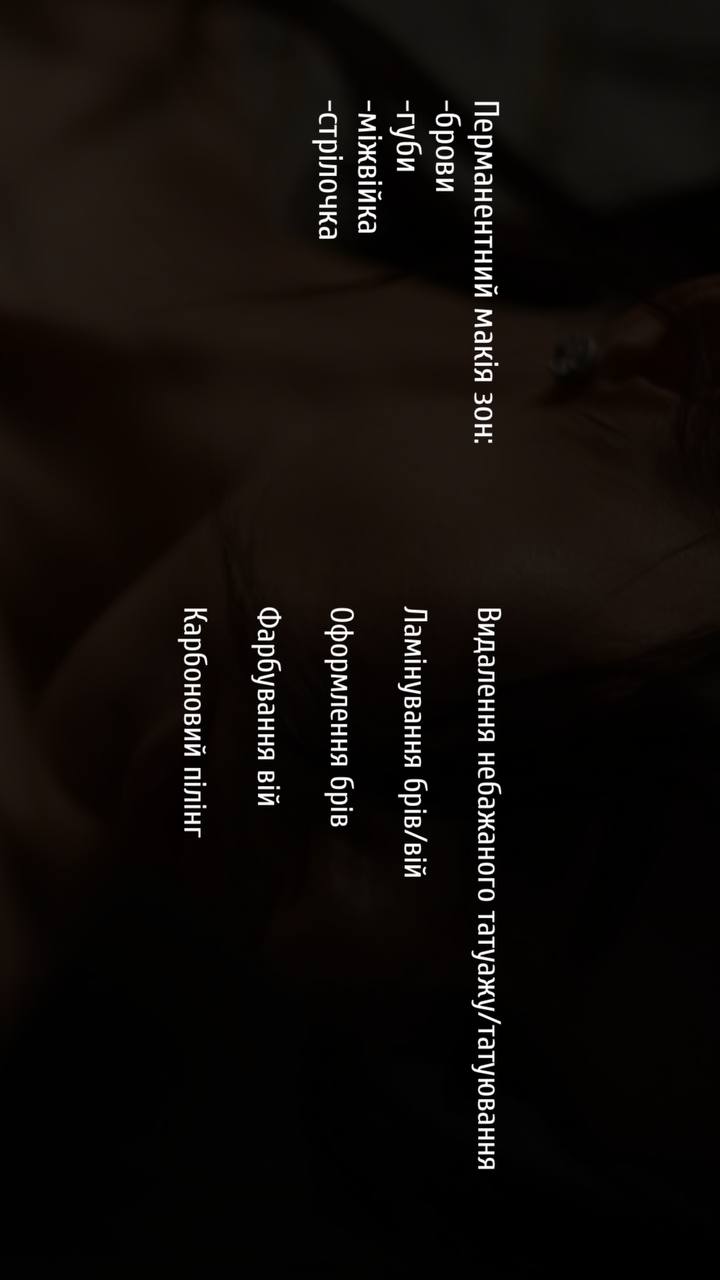 Перманентний макія зон:
-брови
-губи
-міжвійка
-стрілочка
Видалення небажаного татуажу/татуювання
Ламінування брів/вій
Оформлення брів
Фарбування вій
Карбоновий пілінг